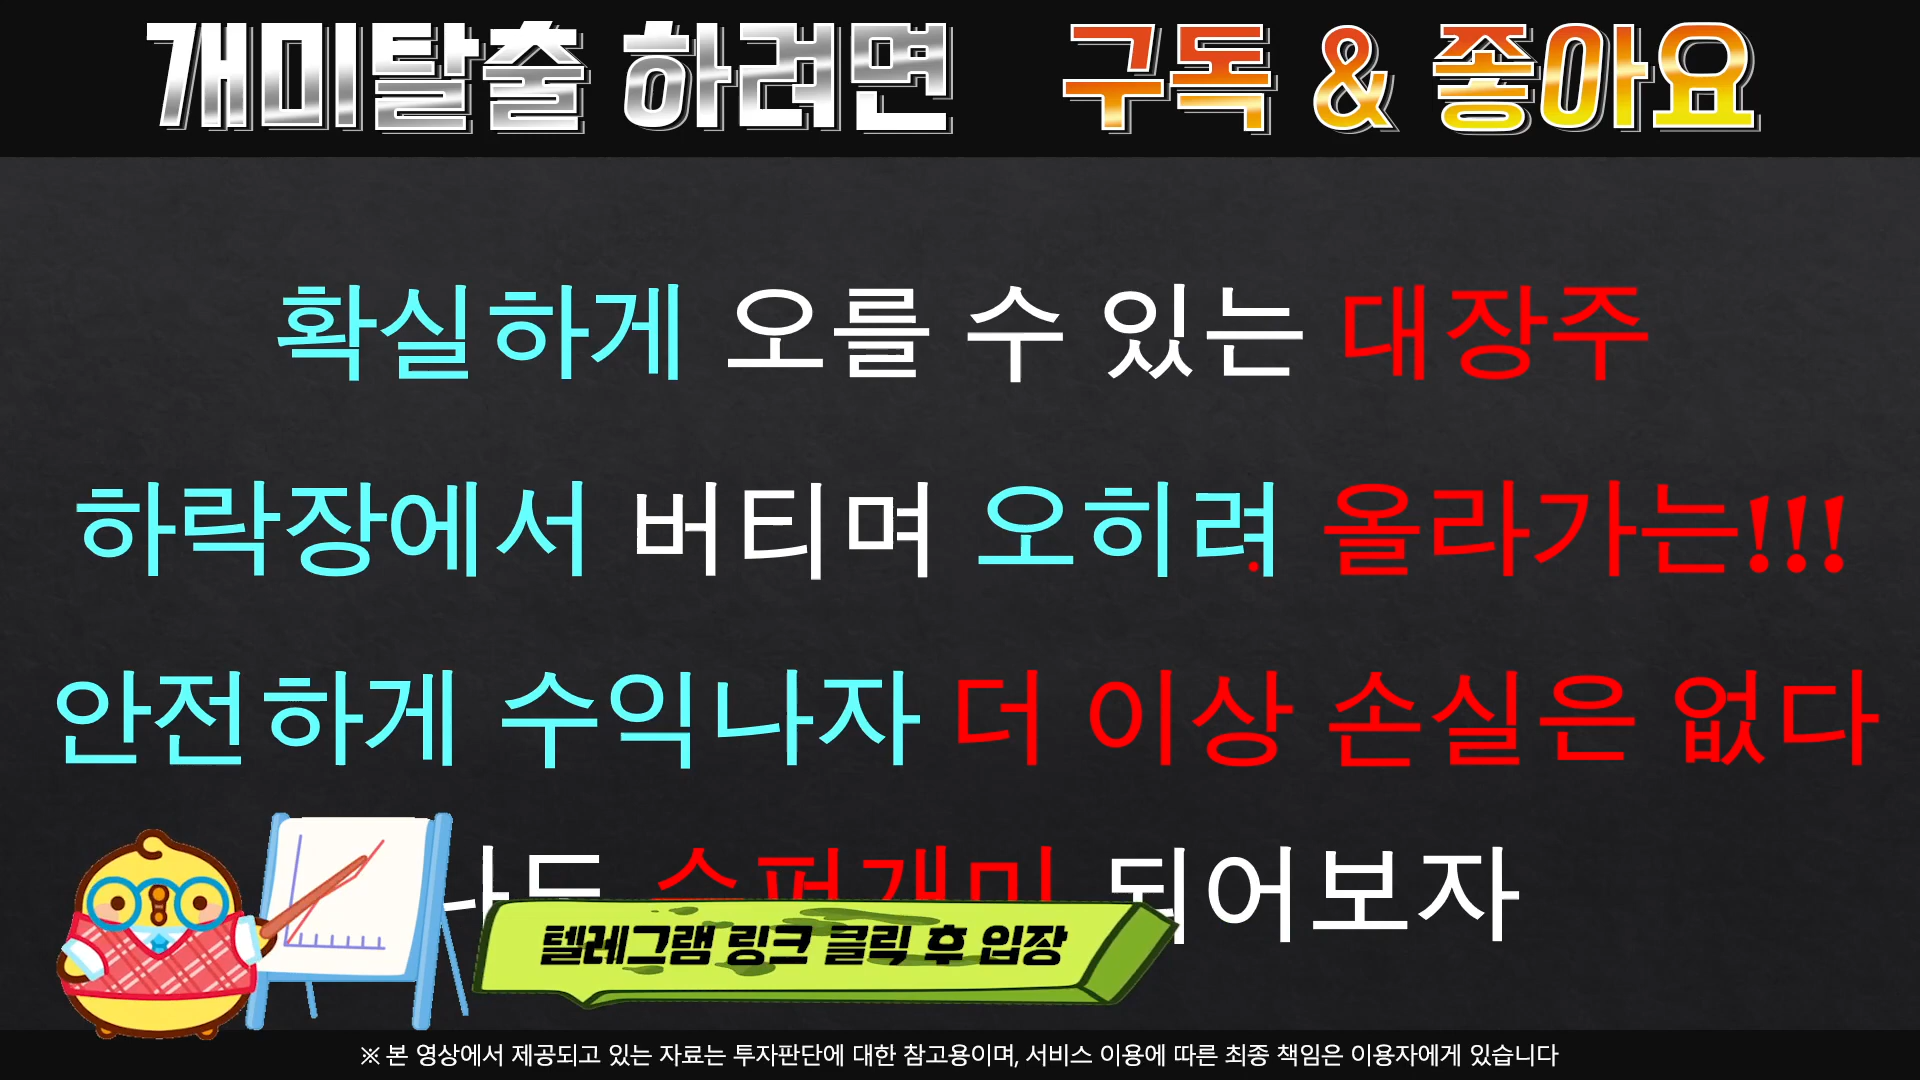 개미탈출 하려면 구독 & 좋아요
확실하게 오를 수 있는 대장주
하락장에서 버티며 오히려 올라가는!!!
안전하게 수익나자 더 이상 손실은 없다
나도 슈퍼개미 되어보자
텔레그램 링크 클릭 후 입장
※ 본 영상에서 제공되고 있는 자료는 투자판단에 대한 참고용이며, 서비스 이용에 따른 최종 책임은 이용자에게 있습니다